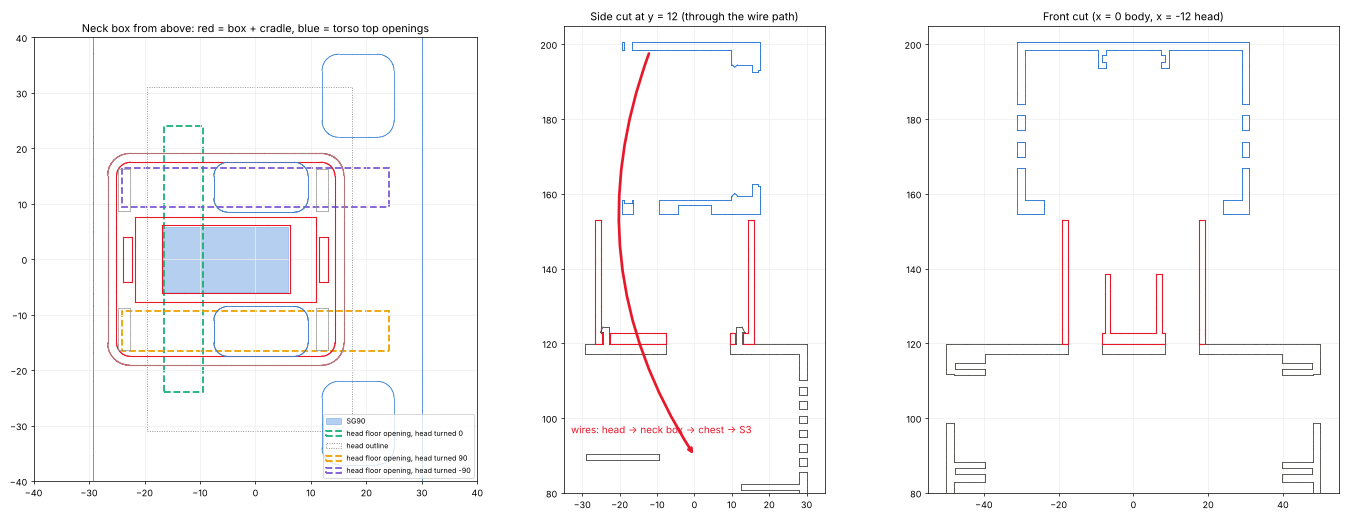 Neck box from above: red = box + cradle, blue = torso top openings
40
30
20
10
0
−10
−20
−30
−40
−40 −30 −20 −10 0 10 20 30 40
SG90
head floor opening, head turned 0
head outline
head floor opening, head turned 90
head floor opening, head turned -90
Side cut at y = 12 (through the wire path)
200
180
160
140
120
100
80
−30 −20 −10 0 10 20 30
wires: head → neck box → chest → S3
Front cut (x = 0 body, x = -12 head)
200
180
160
140
120
100
80
−40 −20 0 20 40